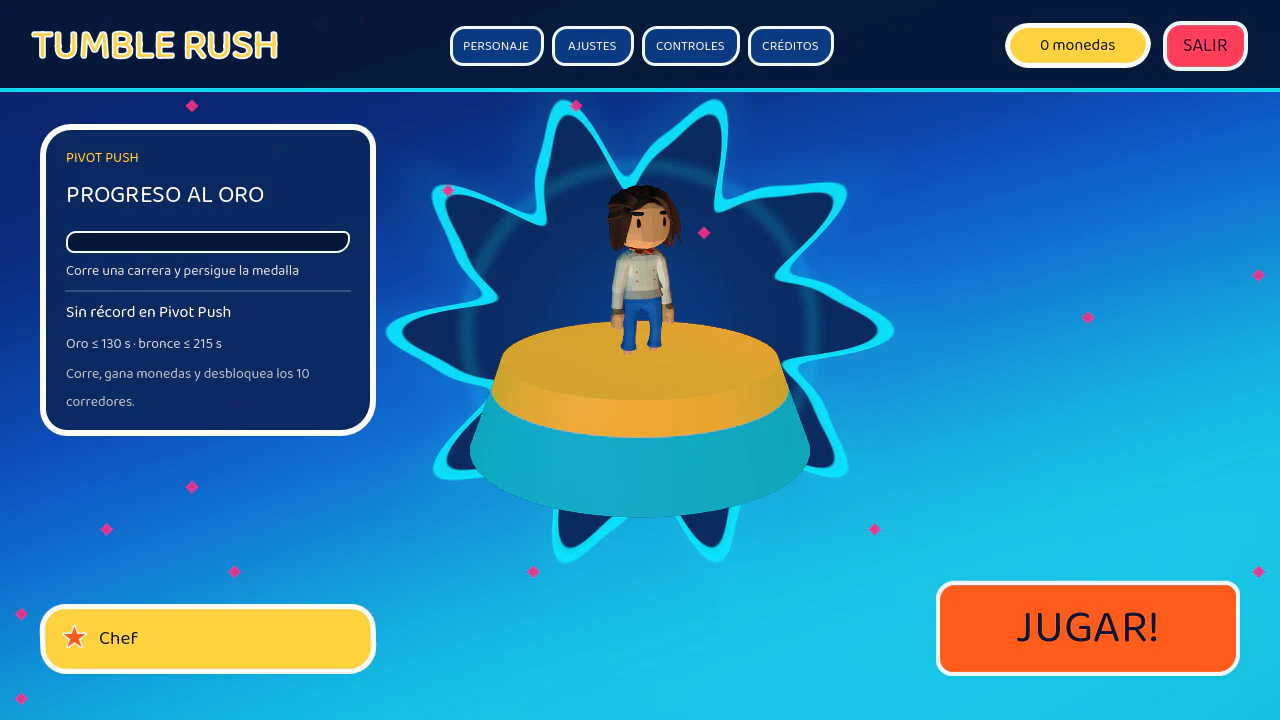 TUMBLE RUSH
PERSONAJE
AJUSTES
CONTROLES
CRÉDITOS
0 monedas
SALIR
PIVOT PUSH
PROGRESO AL ORO
Corre una carrera y persigue la medalla
Sin récord en Pivot Push
Oro ≤ 130 s · bronce ≤ 215 s
Corre, gana monedas y desbloquea los 10
corredores.
Chef
JUGAR!